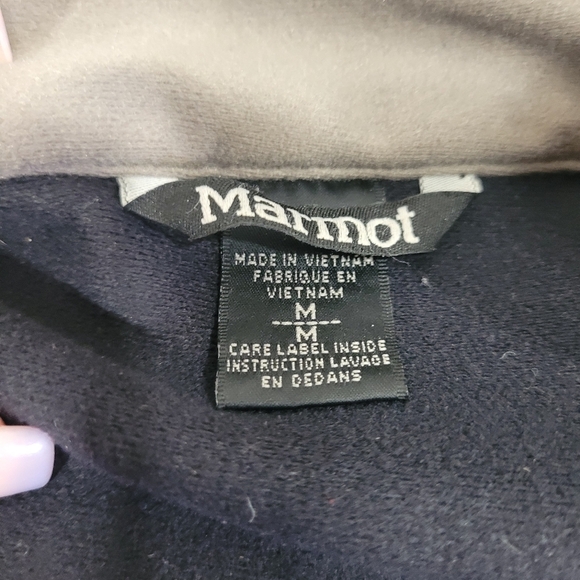 Marmot
MADE IN VIETNAM
FABRIQUE EN
VIETNAM
M
M
CARE LABEL INSIDE
INSTRUCTION LAVAGE
EN DEDANS